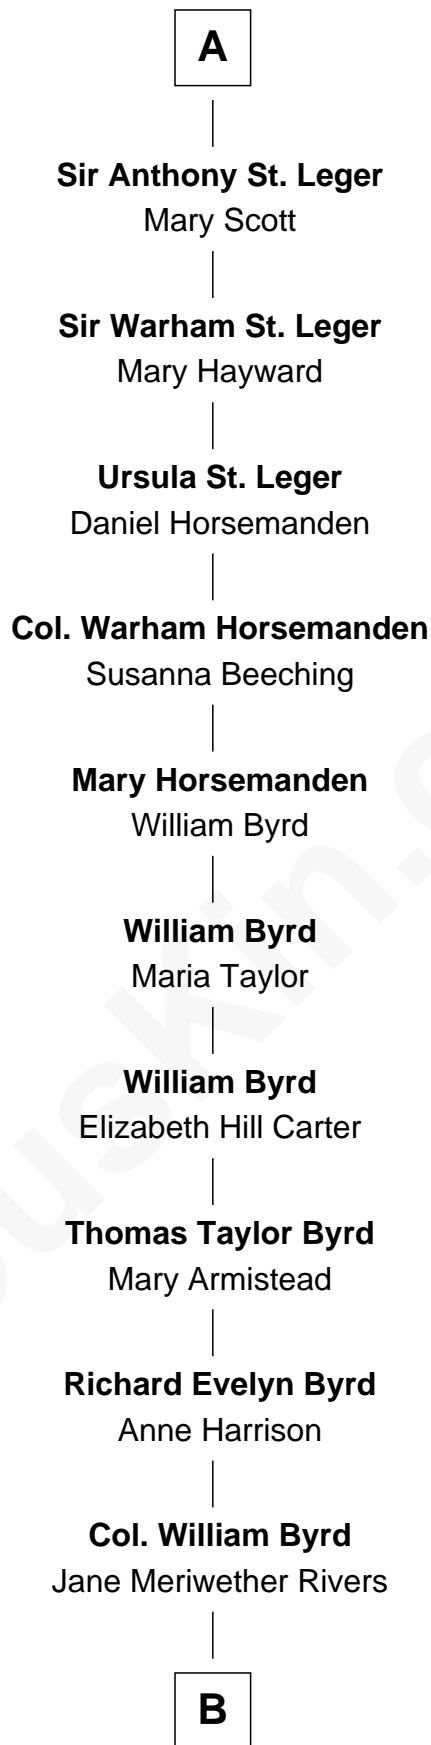 A
Sir Anthony St. Leger
Mary Scott
Sir Warham St. Leger
Mary Hayward
Ursula St. Leger
Daniel Horsemanden
Col. Warham Horsemanden
Susanna Beeching
Mary Horsemanden
William Byrd
William Byrd
Maria Taylor
William Byrd
Elizabeth Hill Carter
Thomas Taylor Byrd
Mary Armistead
Richard Evelyn Byrd
Anne Harrison
Col. William Byrd
Jane Meriwether Rivers
B